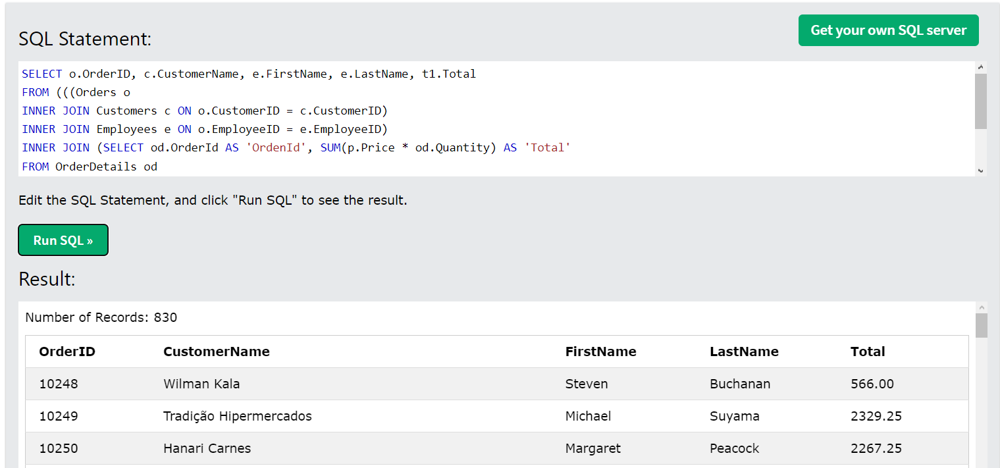 SQL Statement:
Get your own SQL server
SELECT o.OrderID, c.CustomerName, e.FirstName, e.LastName, t1.Total
FROM (((Orders o
INNER JOIN Customers c ON o.CustomerID = c.CustomerID)
INNER JOIN Employees e ON o.EmployeeID = e.EmployeeID)
INNER JOIN (SELECT od.OrderId AS 'OrdenId', SUM(p.Price * od.Quantity) AS 'Total'
FROM OrderDetails od
Edit the SQL Statement, and click "Run SQL" to see the result.
Run SQL »
Result:
Number of Records: 830
OrderID CustomerName FirstName LastName Total
10248 Wilman Kala Steven Buchanan 566.00
10249 Tradição Hipermercados Michael Suyama 2329.25
10250 Hanari Carnes Margaret Peacock 2267.25